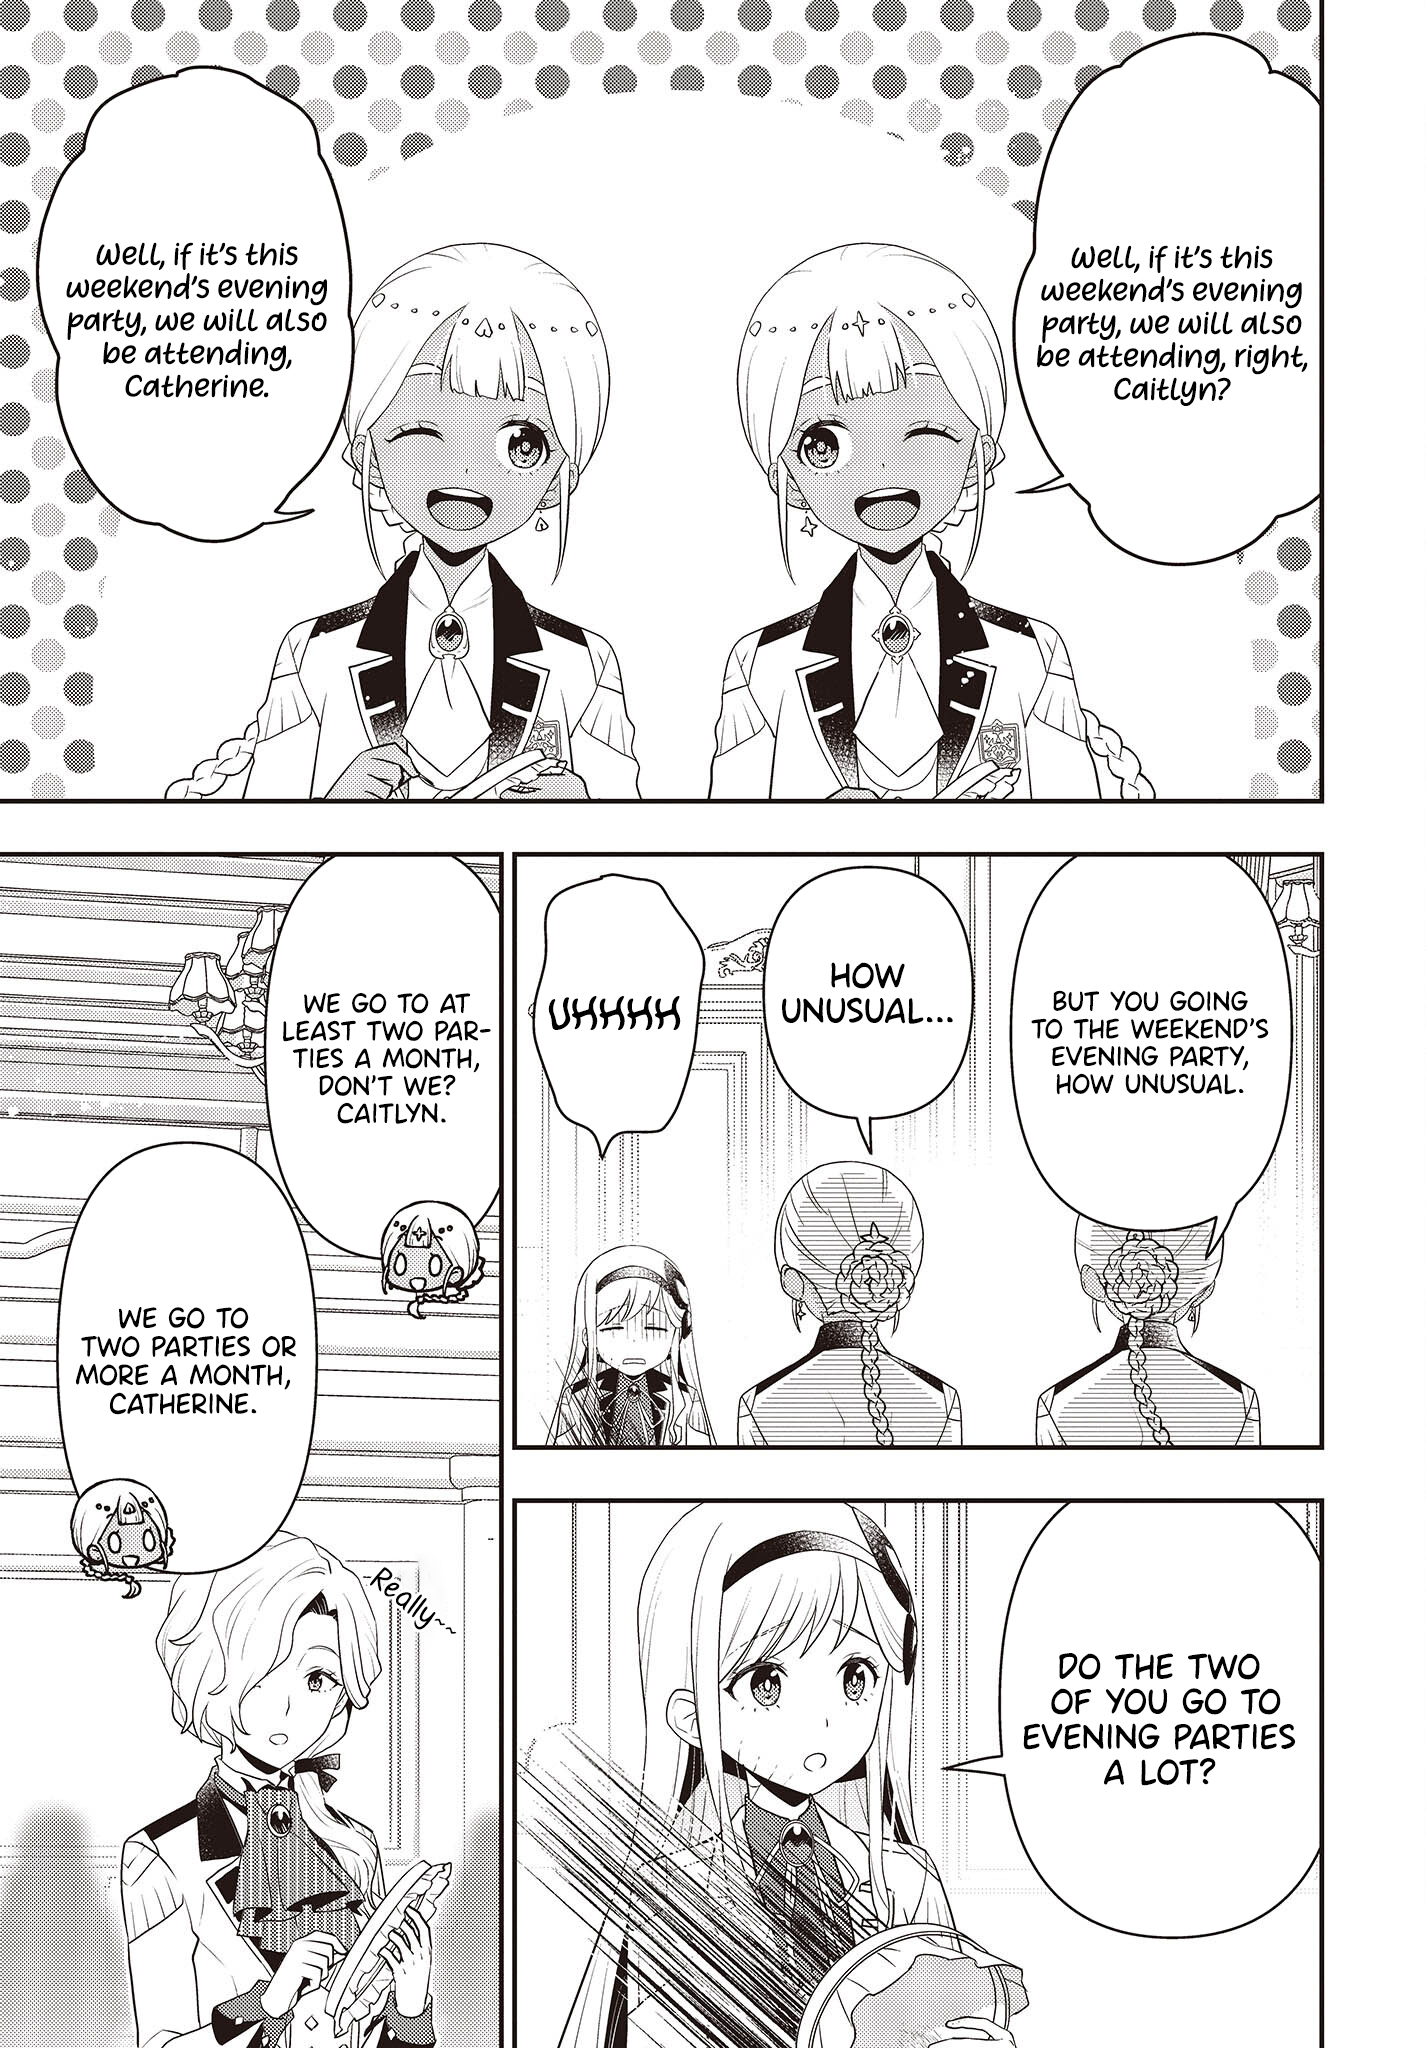 Well, if it's this
weekend's evening
party, we will also
be attending, right,
Caitlyn?
Well, if it's this
weekend's evening
party, we will also
be attending,
Catherine.
BUT YOU GOING
TO THE WEEKEND'S
EVENING PARTY,
HOW UNUSUAL.
HOW
UNUSUAL...
UHHHH
DO THE TWO
OF YOU GO TO
EVENING PARTIES
A LOT?
WE GO TO AT
LEAST TWO PAR-
TIES A MONTH,
DON'T WE?
CAITLYN.
WE GO TO
TWO PARTIES OR
MORE A MONTH,
CATHERINE.
Really~~